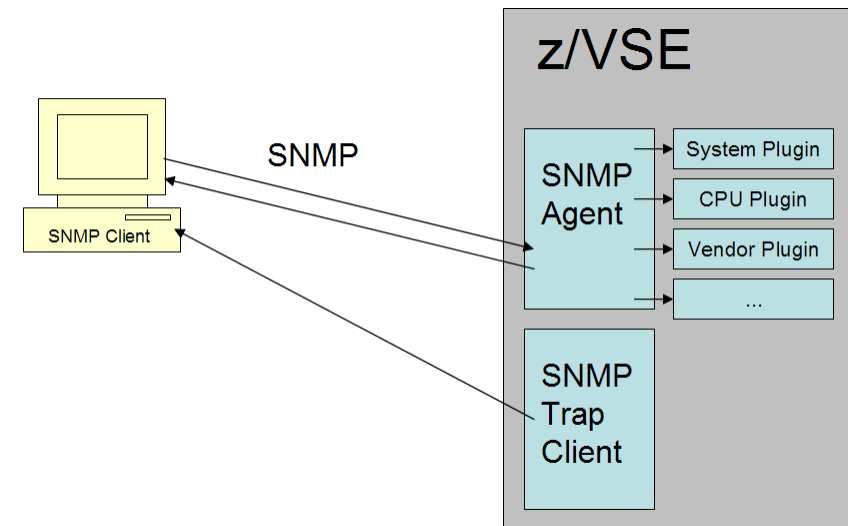 z/VSE
SNMP
SNMP Client
SNMP
Agent
System Plugin
CPU Plugin
Vendor Plugin
...
SNMP
Trap
Client